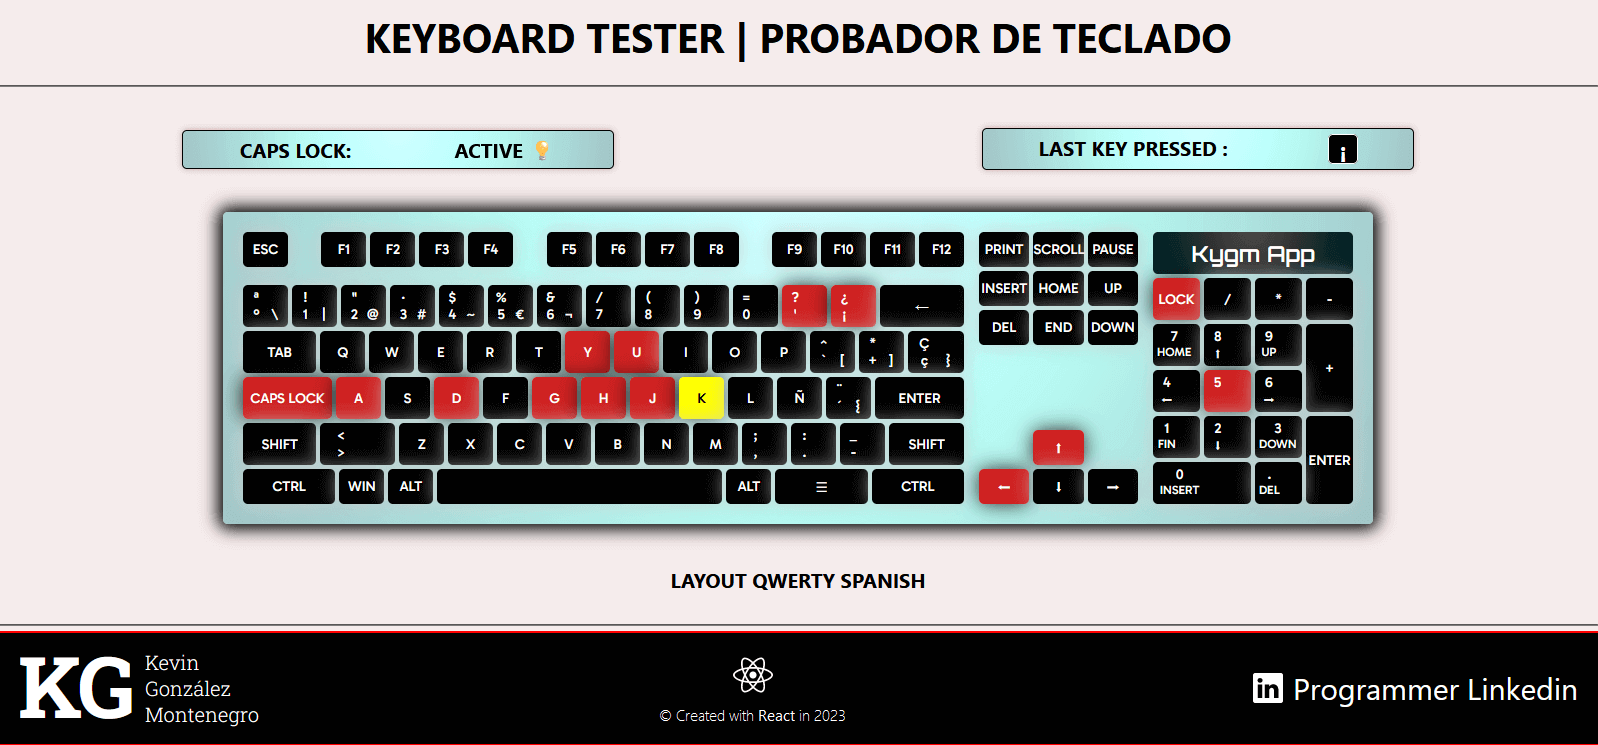 KEYBOARD TESTER | PROBADOR DE TECLADO
CAPS LOCK: ACTIVE
LAST KEY PRESSED : ¡
ESC F1 F2 F3 F4 F5 F6 F7 F8 F9 F10 F11 F12 PRINT SCROLL PAUSE
Kygm App
INSERT HOME UP
LOCK / * -
ª ! " · $ % & / ( ) = ? ¿
º \ 1 | 2 @ 3 # 4 ~ 5 € 6 ¬ 7 8 9 0 ' ¡ ←
DEL END DOWN
TAB Q W E R T Y U I O P ^ ` [ * + ] Ç ç }
7 HOME 8 ↑ 9 UP +
CAPS LOCK A S D F G H J K L Ñ ¨ ´ { ENTER
4 ← 5 6 →
SHIFT < > Z X C V B N M ; , : . _ - SHIFT
↑
1 FIN 2 ↓ 3 DOWN ENTER
CTRL WIN ALT ALT ☰ CTRL
← ↓ →
0 INSERT . DEL
LAYOUT QWERTY SPANISH
KG
Kevin
González
Montenegro
© Created with React in 2023
in Programmer Linkedin